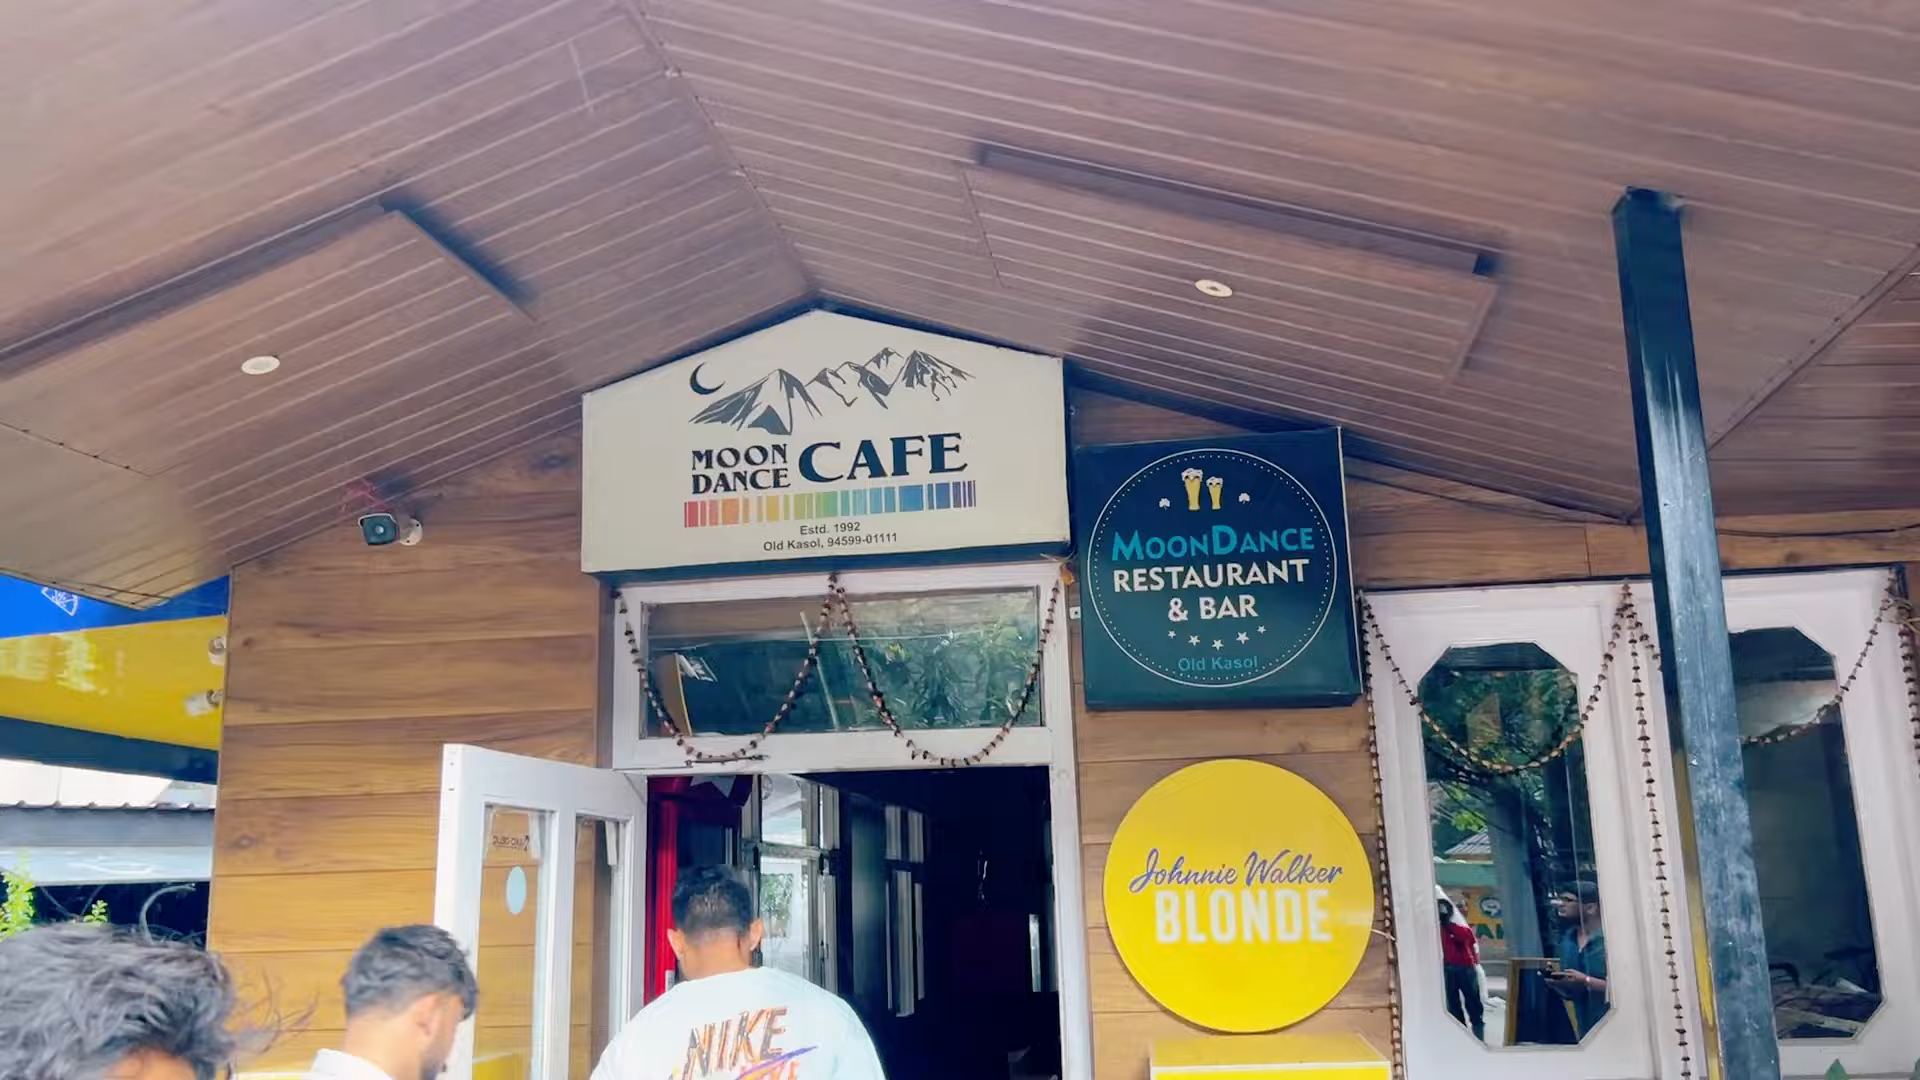 MOON
DANCE CAFE
Estd. 1992
Old Kasol, 94599-01111
MOONDANCE
RESTAURANT
& BAR
Old Kasol
Johnnie Walker
BLONDE
NIKE